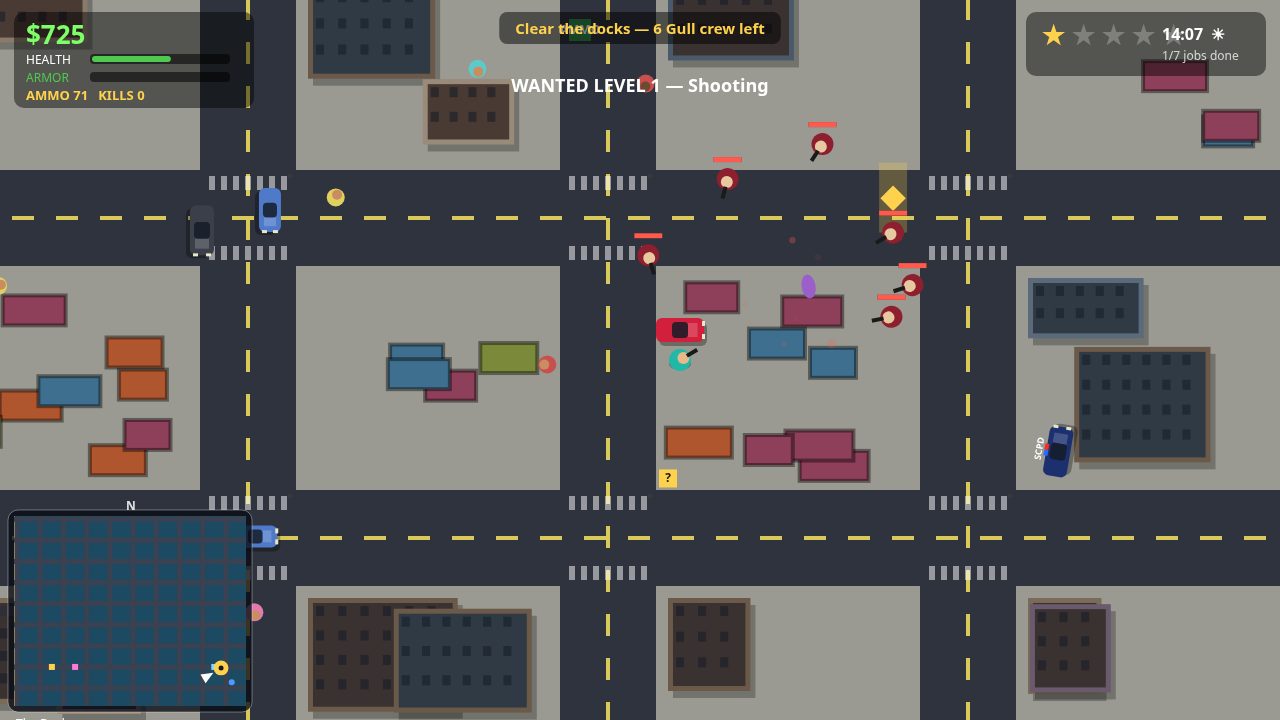 $725
HEALTH
ARMOR
AMMO 71 KILLS 0
Clear the docks — 6 Gull crew left
WANTED LEVEL 1 — Shooting
14:07 ☀
1/7 jobs done
SCPD
?
N